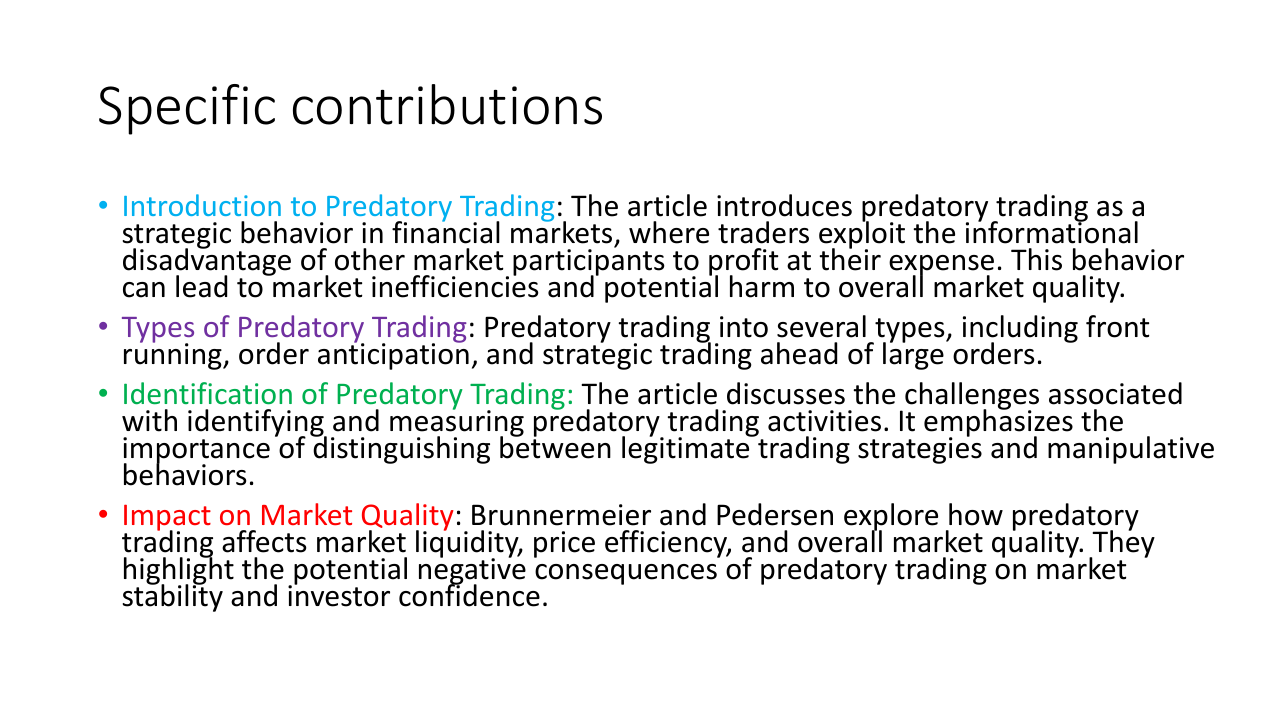 Specific contributions
• Introduction to Predatory Trading: The article introduces predatory trading as a
strategic behavior in financial markets, where traders exploit the informational
disadvantage of other market participants to profit at their expense. This behavior
can lead to market inefficiencies and potential harm to overall market quality.
• Types of Predatory Trading: Predatory trading into several types, including front
running, order anticipation, and strategic trading ahead of large orders.
• Identification of Predatory Trading: The article discusses the challenges associated
with identifying and measuring predatory trading activities. It emphasizes the
importance of distinguishing between legitimate trading strategies and manipulative
behaviors.
• Impact on Market Quality: Brunnermeier and Pedersen explore how predatory
trading affects market liquidity, price efficiency, and overall market quality. They
highlight the potential negative consequences of predatory trading on market
stability and investor confidence.